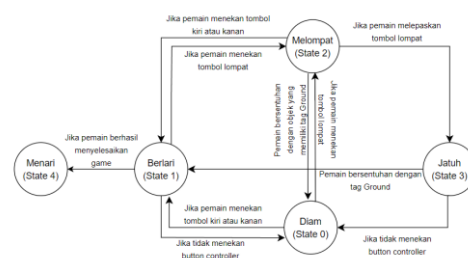 Jika pemain menekan tombol
kiri atau kanan
Jika pemain menekan
tombol lompat
Melompat
(State 2)
Jika pemain melepaskan
tombol lompat
Pemain bersentuhan
dengan objek yang
memiliki tag Ground
Jika pemain menekan
tombol lompat
Jika pemain berhasil
menyelesaikan
game
Menari
(State 4)
Berlari
(State 1)
Jatuh
(State 3)
Pemain bersentuhan dengan
tag Ground
Jika pemain menekan
tombol kiri atau kanan
Diam
(State 0)
Jika tidak menekan
button controller
Jika tidak menekan
button controller